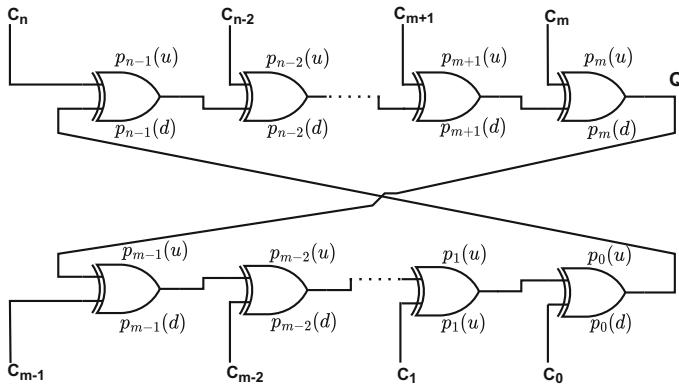 Cn Cn-2 Cm+1 Cm
pn−1(u) pn−2(u) pm+1(u) pm(u)
Q
pn−1(d) pn−2(d) pm+1(d) pm(d)
pm−1(u) pm−2(u) p1(u) p0(u)
pm−1(d) pm−2(d) p1(u) p0(d)
Cm-1 Cm-2 C1 C0